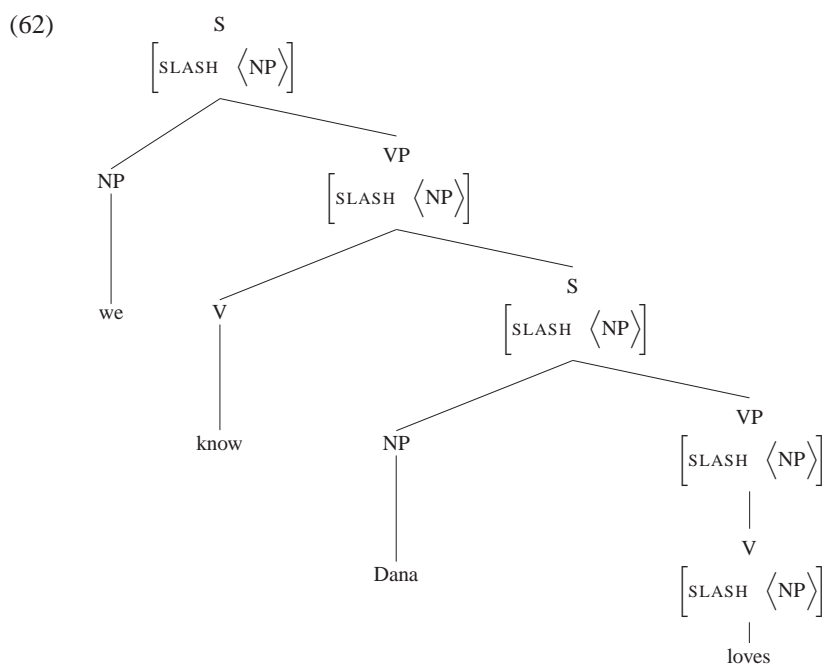 (62) S
[SLASH ⟨NP⟩]
VP
NP
[SLASH ⟨NP⟩]
S
we V
[SLASH ⟨NP⟩]
VP
know NP
[SLASH ⟨NP⟩]
V
Dana
[SLASH ⟨NP⟩]
loves